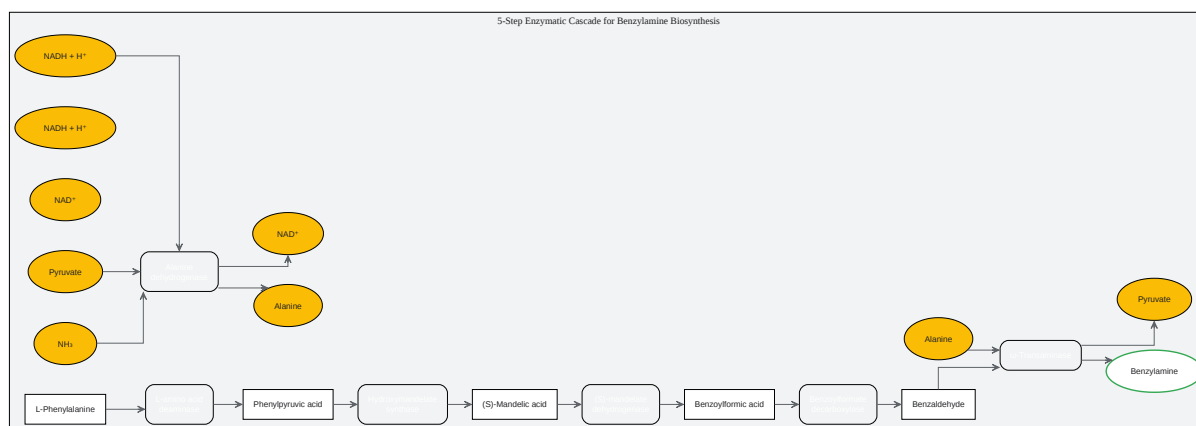 5-Step Enzymatic Cascade for Benzylamine Biosynthesis
NADH + H⁺
NADH + H⁺
NAD⁺
NAD⁺
Pyruvate
Alanine
NH₃
Pyruvate
Alanine
Benzylamine
L-Phenylalanine
Phenylpyruvic acid
(S)-Mandelic acid
Benzoylformic acid
Benzaldehyde